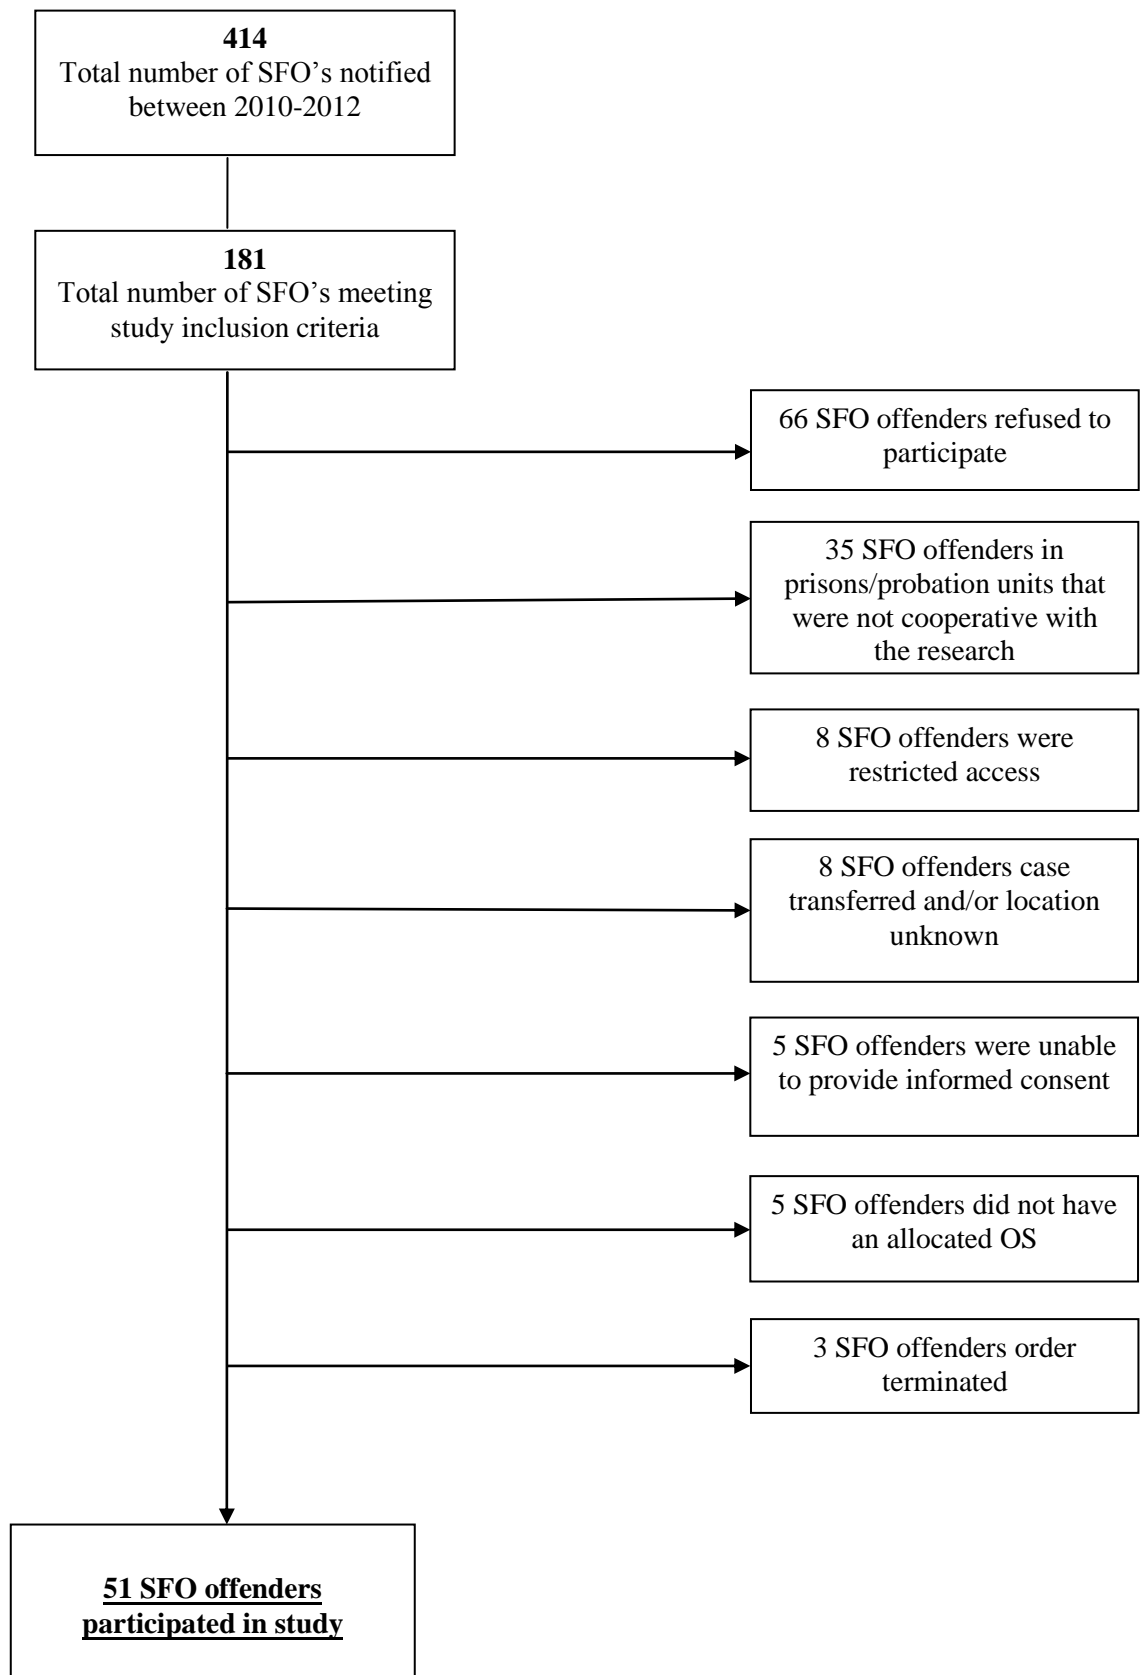 414
Total number of SFO’s notified
between 2010-2012
181
Total number of SFO’s meeting
study inclusion criteria
66 SFO offenders refused to
participate
35 SFO offenders in
prisons/probation units that
were not cooperative with
the research
8 SFO offenders were
restricted access
8 SFO offenders case
transferred and/or location
unknown
5 SFO offenders were unable
to provide informed consent
5 SFO offenders did not have
an allocated OS
3 SFO offenders order
terminated
51 SFO offenders
participated in study